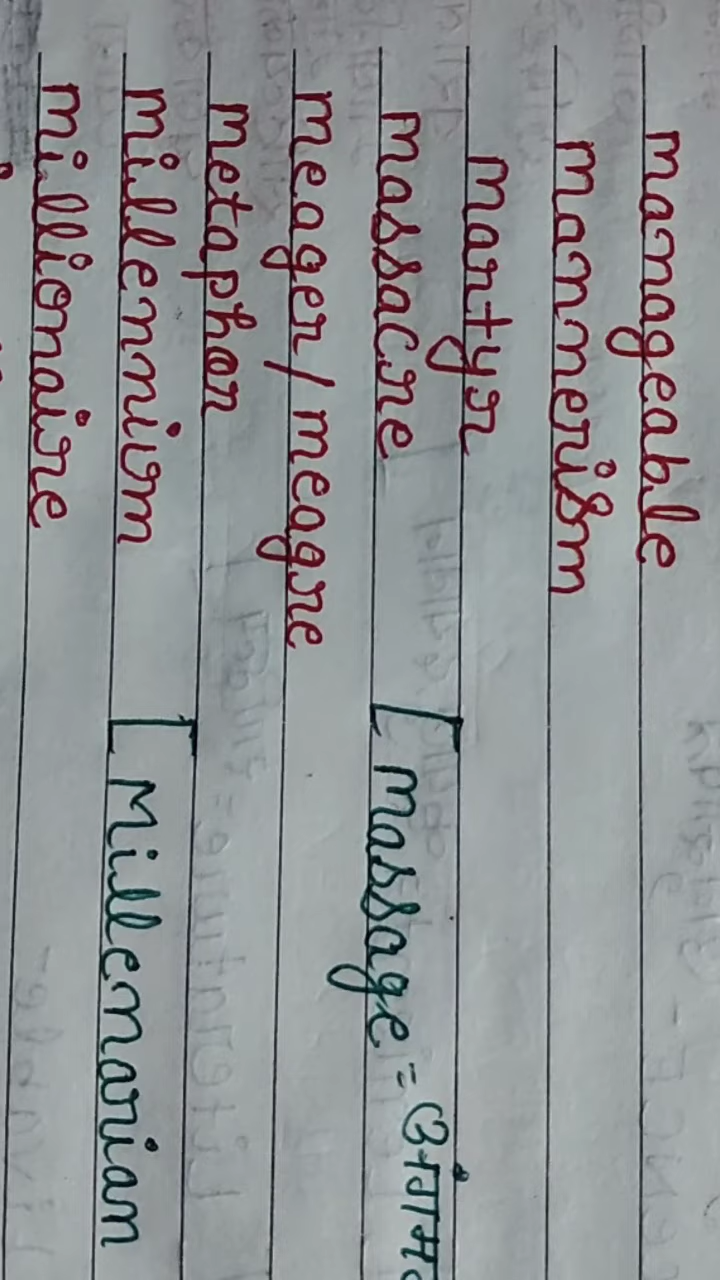 manageable
mannerism
martyr
massacre [ massage =
meager / meagre
metaphor
millennium [ Millenarian
millionaire